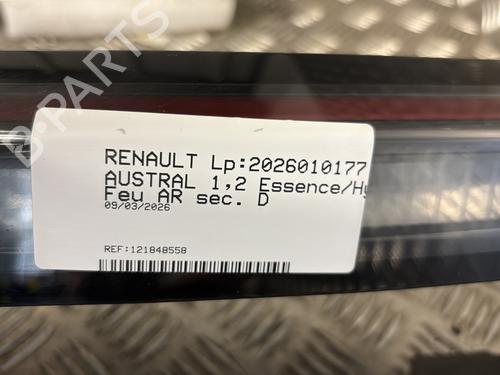 RENAULT Lp:2026010177
AUSTRAL 1,2 Essence/Hy
Feu AR sec. D
09/03/2026
REF:121848558
B-PARTS